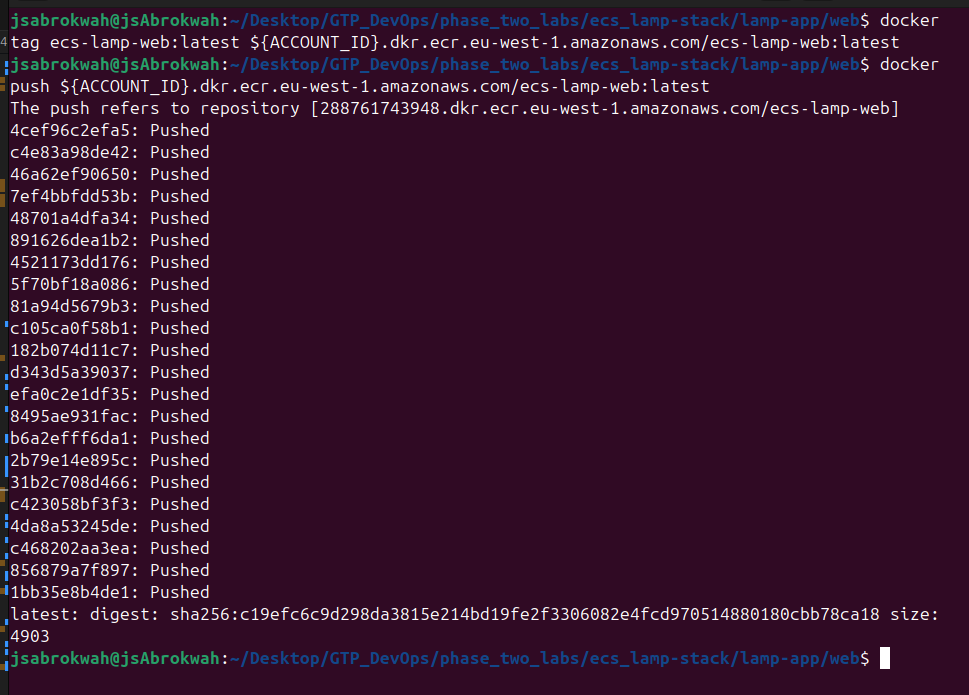 jsabrokwah@jsAbrokwah:~/Desktop/GTP_DevOps/phase_two_labs/ecs_lamp-stack/lamp-app/web$ docker
tag ecs-lamp-web:latest ${ACCOUNT_ID}.dkr.ecr.eu-west-1.amazonaws.com/ecs-lamp-web:latest
jsabrokwah@jsAbrokwah:~/Desktop/GTP_DevOps/phase_two_labs/ecs_lamp-stack/lamp-app/web$ docker
push ${ACCOUNT_ID}.dkr.ecr.eu-west-1.amazonaws.com/ecs-lamp-web:latest
The push refers to repository [288761743948.dkr.ecr.eu-west-1.amazonaws.com/ecs-lamp-web]
4cef96c2efa5: Pushed
c4e83a98de42: Pushed
46a62ef90650: Pushed
7ef4bbfdd53b: Pushed
48701a4dfa34: Pushed
891626dea1b2: Pushed
4521173dd176: Pushed
5f70bf18a086: Pushed
81a94d5679b3: Pushed
c105ca0f58b1: Pushed
182b074d11c7: Pushed
d343d5a39037: Pushed
efa0c2e1df35: Pushed
8495ae931fac: Pushed
b6a2efff6da1: Pushed
2b79e14e895c: Pushed
31b2c708d466: Pushed
c423058bf3f3: Pushed
4da8a53245de: Pushed
c468202aa3ea: Pushed
856879a7f897: Pushed
1bb35e8b4de1: Pushed
latest: digest: sha256:c19efc6c9d298da3815e214bd19fe2f3306082e4fcd970514880180cbb78ca18 size:
4903
jsabrokwah@jsAbrokwah:~/Desktop/GTP_DevOps/phase_two_labs/ecs_lamp-stack/lamp-app/web$